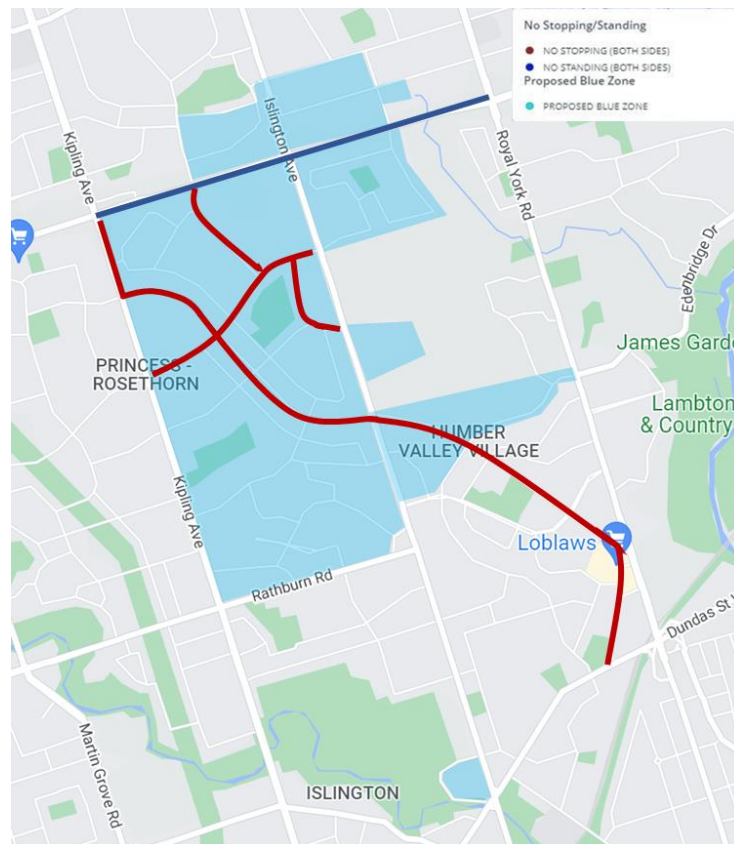 No Stopping/Standing
NO STOPPING (BOTH SIDES)
NO STANDING (BOTH SIDES)
Proposed Blue Zone
PROPOSED BLUE ZONE
Kipling Ave
Islington Ave
Royal York Rd
Edenbridge Dr
James Garde
PRINCESS -
ROSETHORN
Lambton
& Country
HUMBER
VALLEY VILLAGE
Kipling Ave
Loblaws
Rathburn Rd
Dundas St
Martin Grove Rd
ISLINGTON